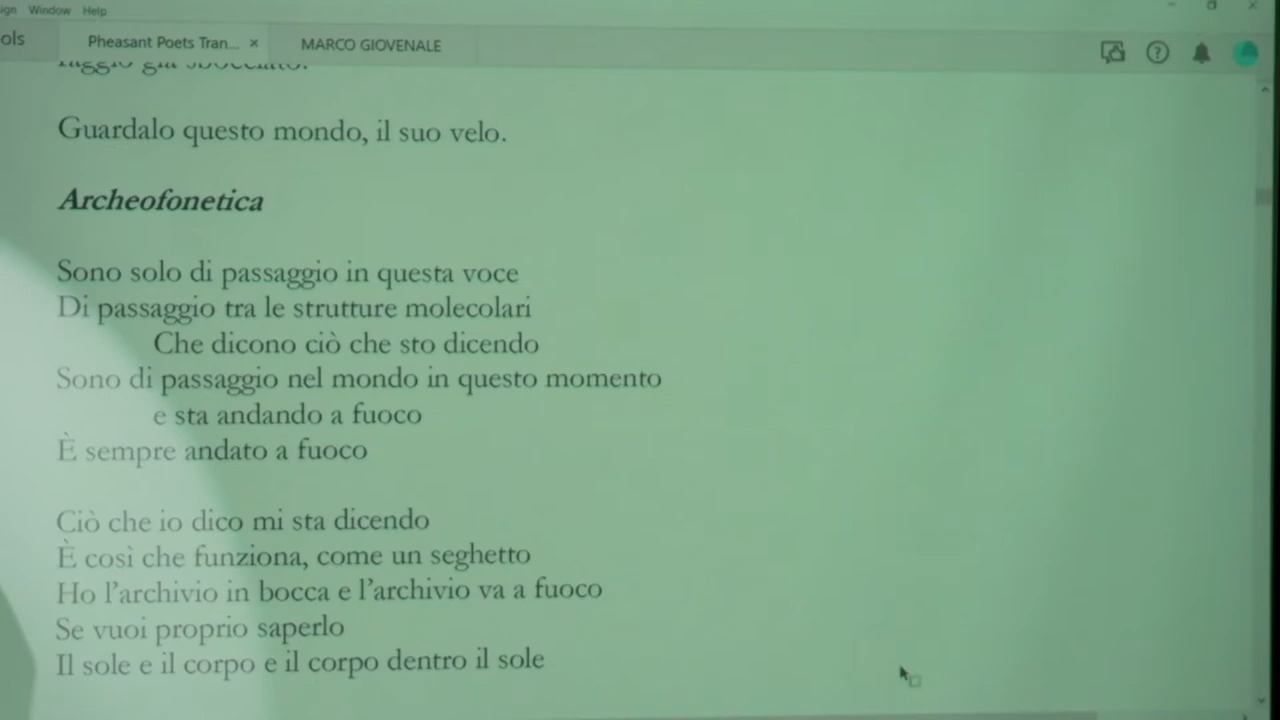 ign Window Help
ols
Pheasant Poets Tran... ×
MARCO GIOVENALE
raggio già sbocciato.
Guardalo questo mondo, il suo velo.
Archeofonetica
Sono solo di passaggio in questa voce
Di passaggio tra le strutture molecolari
Che dicono ciò che sto dicendo
Sono di passaggio nel mondo in questo momento
e sta andando a fuoco
È sempre andato a fuoco
Ciò che io dico mi sta dicendo
È così che funziona, come un seghetto
Ho l’archivio in bocca e l’archivio va a fuoco
Se vuoi proprio saperlo
Il sole e il corpo e il corpo dentro il sole